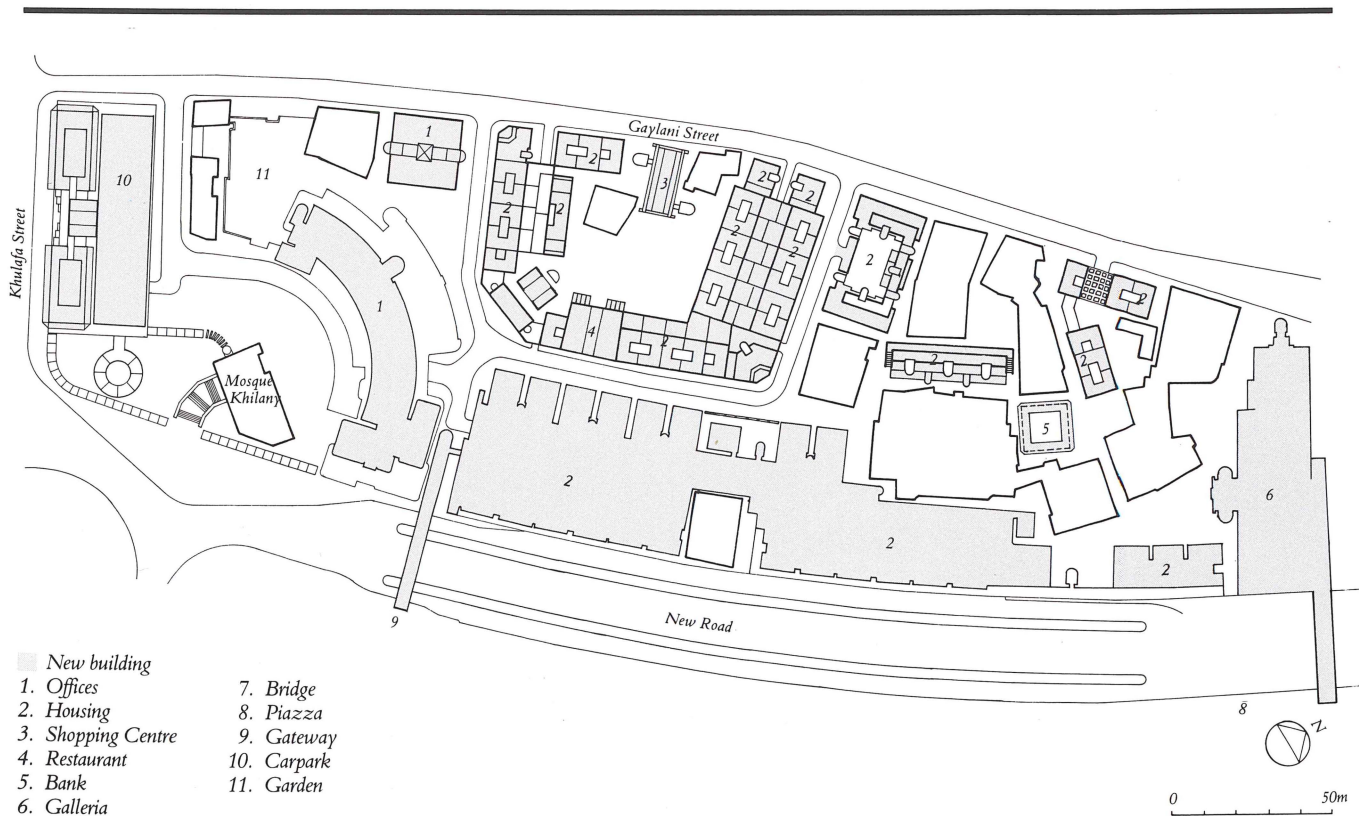 Gaylani Street
1
2
3
10
11
2
2
2
2
2
2
2
2
Khulafa Street
1
4
2
2
2
Mosque
Khilany
5
2
6
2
2
9
New Road
8
N
New building
1. Offices
2. Housing
3. Shopping Centre
4. Restaurant
5. Bank
6. Galleria
7. Bridge
8. Piazza
9. Gateway
10. Carpark
11. Garden
0 50m